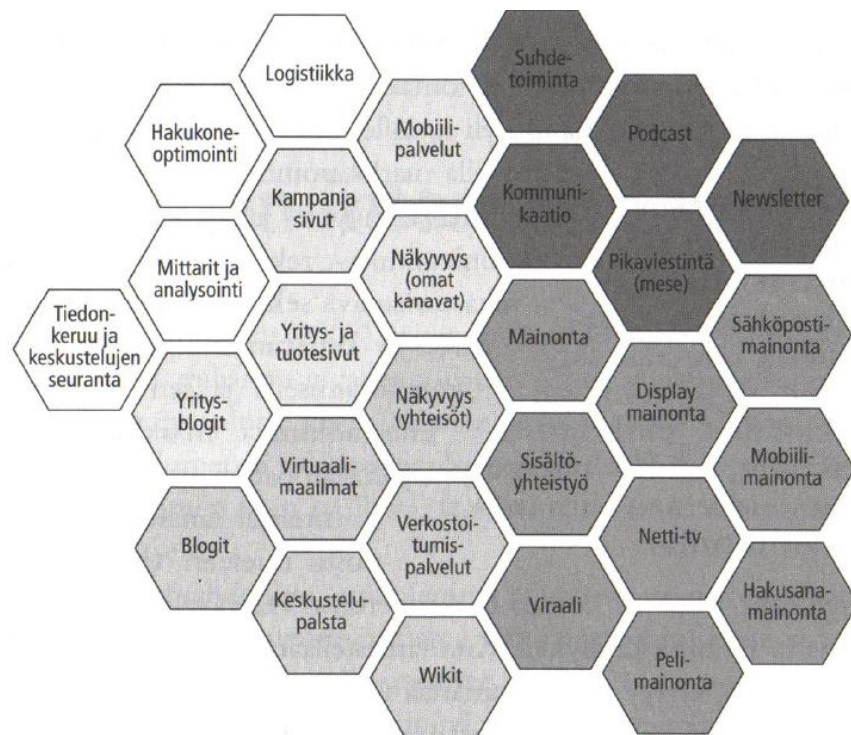 Logistiikka
Hakukone-
optimointi
Mittarit ja
analysointi
Tiedon-
keruu ja
keskustelujen
seuranta
Kampanja
sivut
Yritys- ja
tuotesivut
Yritys-
blogit
Virtuaali-
maailmat
Blogit
Keskustelu-
palsta
Mobiili-
palvelut
Näkyvyys
(omat
kanavat)
Näkyvyys
(yhteisöt)
Verkostoi-
tumis-
palvelut
Wikit
Suhde-
toiminta
Kommuni-
kaatio
Podcast
Pikaviestintä
(mese)
Newsletter
Mainonta
Sisältö-
yhteistyö
Viraali
Display
mainonta
Netti-tv
Peli-
mainonta
Sähköposti-
mainonta
Mobiili-
mainonta
Hakusana-
mainonta